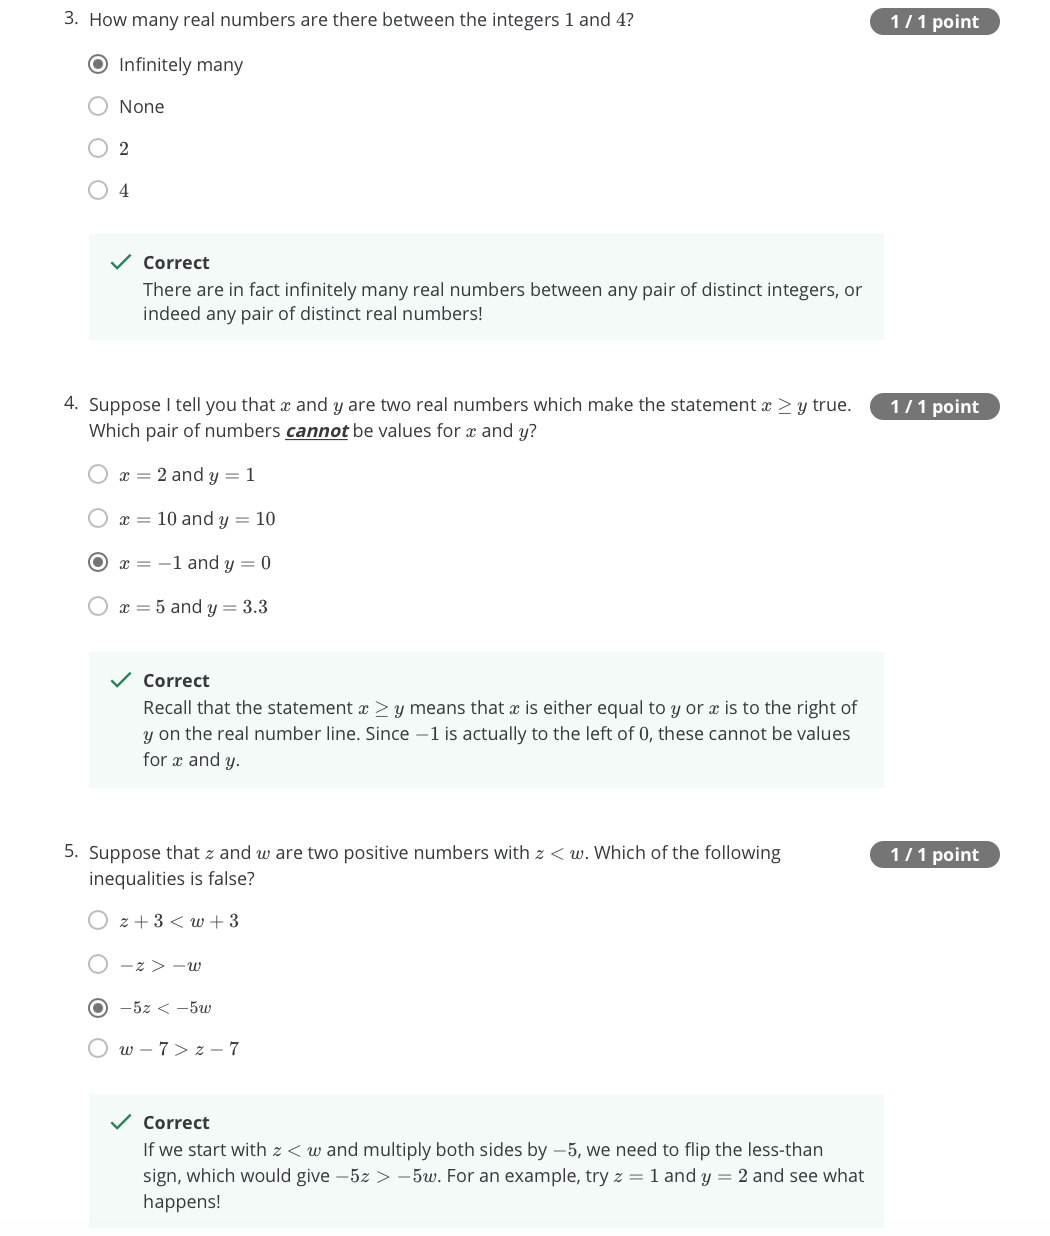 3. How many real numbers are there between the integers 1 and 4?
1 / 1 point
Infinitely many
None
2
4
Correct
There are in fact infinitely many real numbers between any pair of distinct integers, or
indeed any pair of distinct real numbers!
4. Suppose I tell you that x and y are two real numbers which make the statement x ≥ y true.
1 / 1 point
Which pair of numbers cannot be values for x and y?
x = 2 and y = 1
x = 10 and y = 10
x = −1 and y = 0
x = 5 and y = 3.3
Correct
Recall that the statement x ≥ y means that x is either equal to y or x is to the right of
y on the real number line. Since −1 is actually to the left of 0, these cannot be values
for x and y.
5. Suppose that z and w are two positive numbers with z < w. Which of the following
1 / 1 point
inequalities is false?
z + 3 < w + 3
−z > −w
−5z < −5w
w − 7 > z − 7
Correct
If we start with z < w and multiply both sides by −5, we need to flip the less-than
sign, which would give −5z > −5w. For an example, try z = 1 and y = 2 and see what
happens!